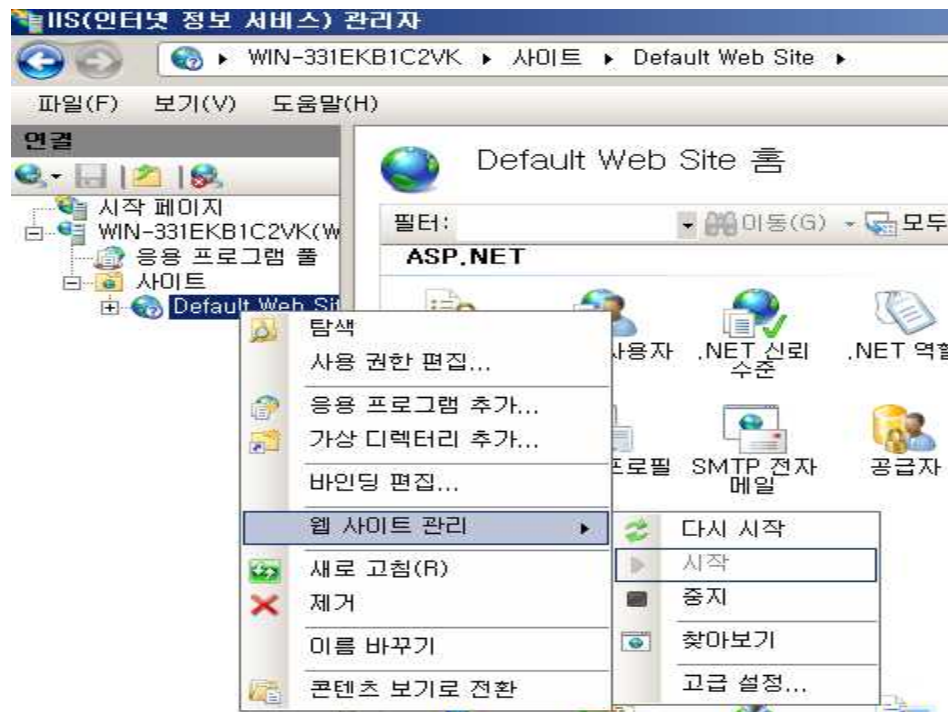 IIS(인터넷 정보 서비스) 관리자
WIN-331EKB1C2VK ▸ 사이트 ▸ Default Web Site ▸
파일(F) 보기(V) 도움말(H)
연결
시작 페이지
WIN-331EKB1C2VK(W
응용 프로그램 풀
사이트
Default Web Sit
Default Web Site 홈
필터: 이동(G) 모두
ASP.NET
사용자 .NET 신뢰 수준 .NET 역할
프로필 SMTP 전자 메일 공급자
탐색
사용 권한 편집...
응용 프로그램 추가...
가상 디렉터리 추가...
바인딩 편집...
웹 사이트 관리
새로 고침(R)
제거
이름 바꾸기
콘텐츠 보기로 전환
다시 시작
시작
중지
찾아보기
고급 설정...